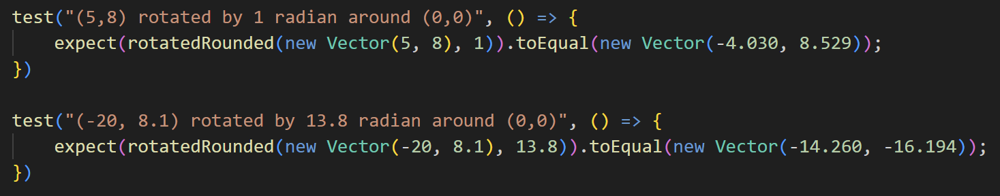 test("(5,8) rotated by 1 radian around (0,0)", () => {
    expect(rotatedRounded(new Vector(5, 8), 1)).toEqual(new Vector(-4.030, 8.529));
})

test("(-20, 8.1) rotated by 13.8 radian around (0,0)", () => {
    expect(rotatedRounded(new Vector(-20, 8.1), 13.8)).toEqual(new Vector(-14.260, -16.194));
})